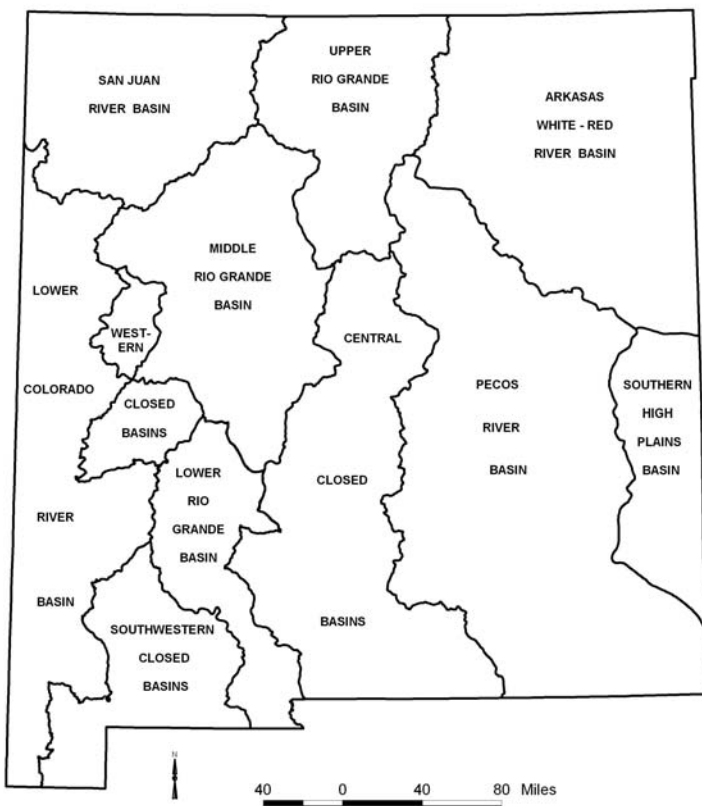 SAN JUAN
RIVER BASIN
UPPER
RIO GRANDE
BASIN
ARKASAS
WHITE - RED
RIVER BASIN
MIDDLE
RIO GRANDE
BASIN
LOWER
COLORADO
RIVER
BASIN
WEST-
ERN
CLOSED
BASINS
CENTRAL
CLOSED
BASINS
PECOS
RIVER
BASIN
SOUTHERN
HIGH
PLAINS
BASIN
LOWER
RIO
GRANDE
BASIN
SOUTHWESTERN
CLOSED
BASINS
N
40 0 40 80 Miles